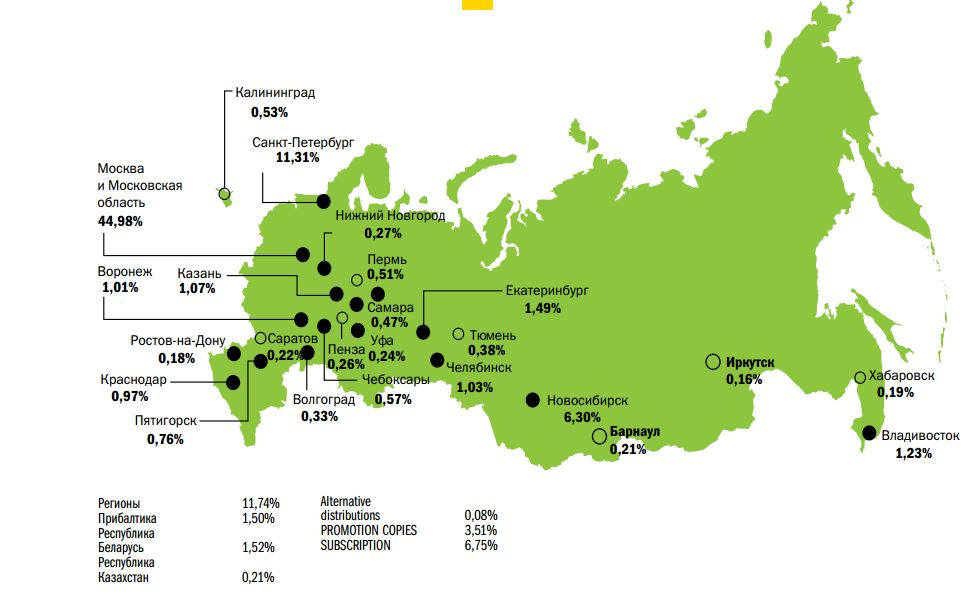 Калининград
0,53%
Санкт-Петербург
11,31%
Москва
и Московская
область
44,98%
Нижний Новгород
0,27%
Пермь
0,51%
Воронеж
1,01%
Казань
1,07%
Екатеринбург
1,49%
Самара
0,47%
Ростов-на-Дону
0,18%
Саратов
0,22%
Пенза
0,26%
Уфа
0,24%
Тюмень
0,38%
Челябинск
1,03%
Иркутск
0,16%
Хабаровск
0,19%
Краснодар
0,97%
Чебоксары
0,57%
Волгоград
0,33%
Новосибирск
6,30%
Пятигорск
0,76%
Барнаул
0,21%
Владивосток
1,23%
Регионы 11,74%
Прибалтика 1,50%
Республика
Беларусь 1,52%
Республика
Казахстан 0,21%
Alternative
distributions 0,08%
PROMOTION COPIES 3,51%
SUBSCRIPTION 6,75%